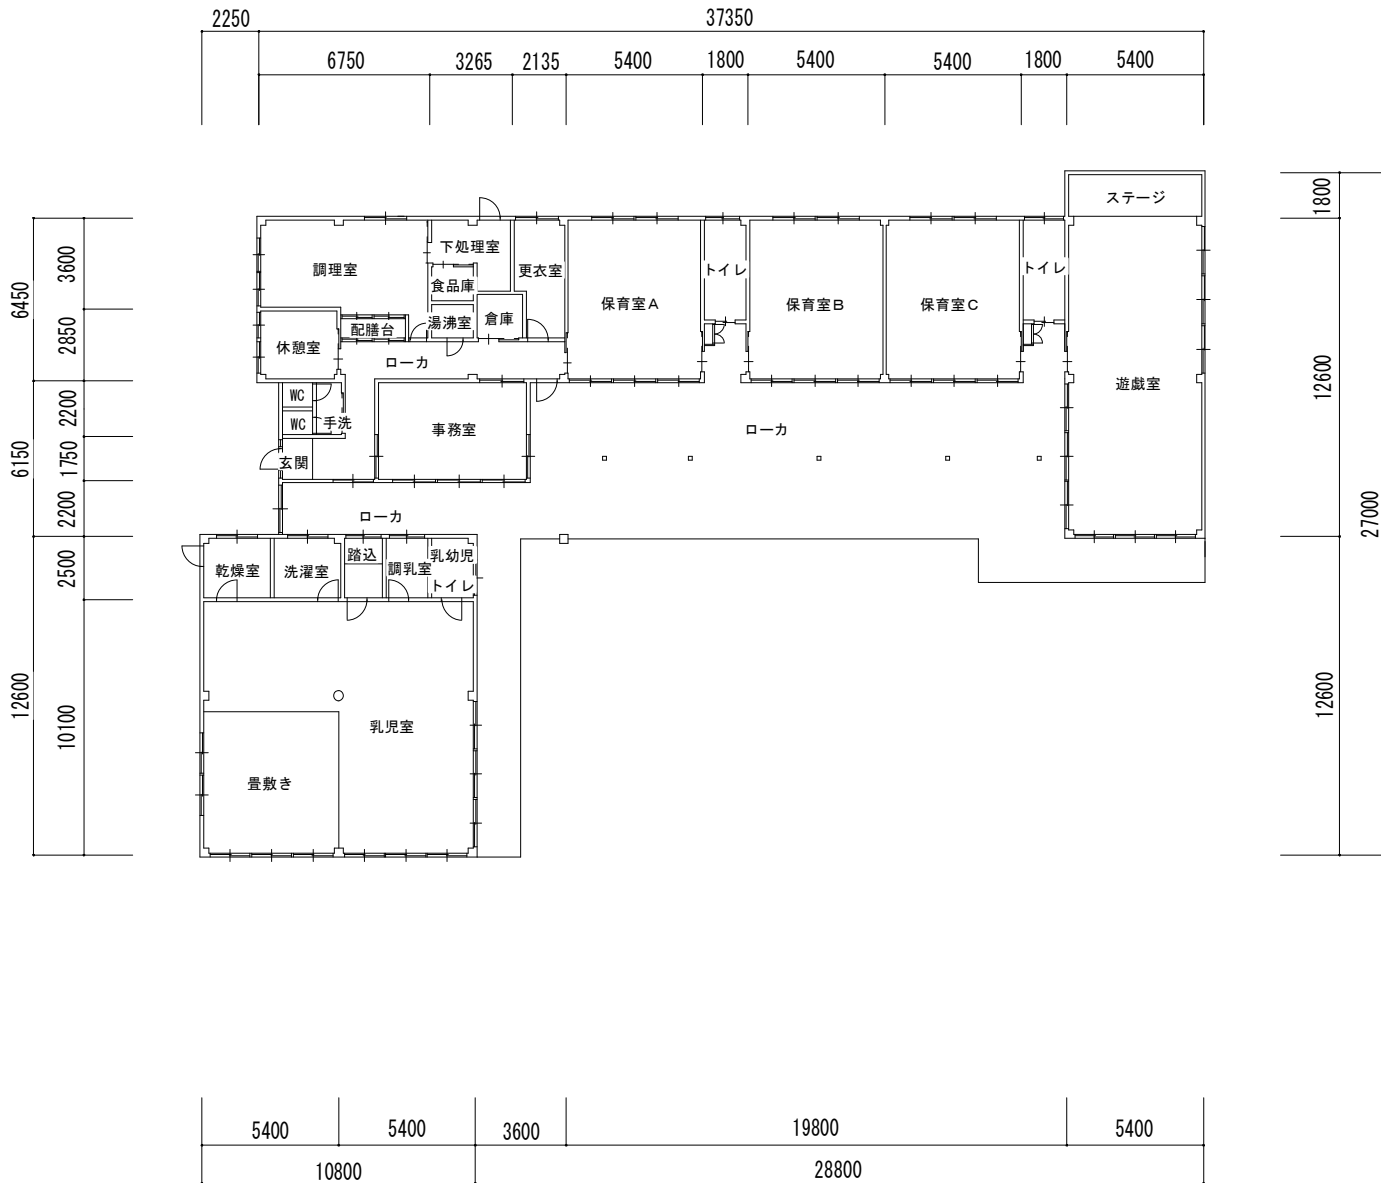 2250 37350
6750 3265 2135 5400 1800 5400 5400 1800 5400
ステージ
1800
下処理室
調理室
更衣室
トイレ
トイレ
食品庫
保育室A
保育室B
保育室C
3600
6450
配膳台
湯沸室
倉庫
2850
休憩室
ローカ
12600
遊戯室
WC
WC
手洗
事務室
ローカ
2200
6150
玄関
1750
27000
ローカ
2200
乾燥室
洗濯室
踏込
調乳室
乳幼児
トイレ
2500
12600
10100
12600
乳児室
畳敷き
5400 5400 3600 19800 5400
10800 28800